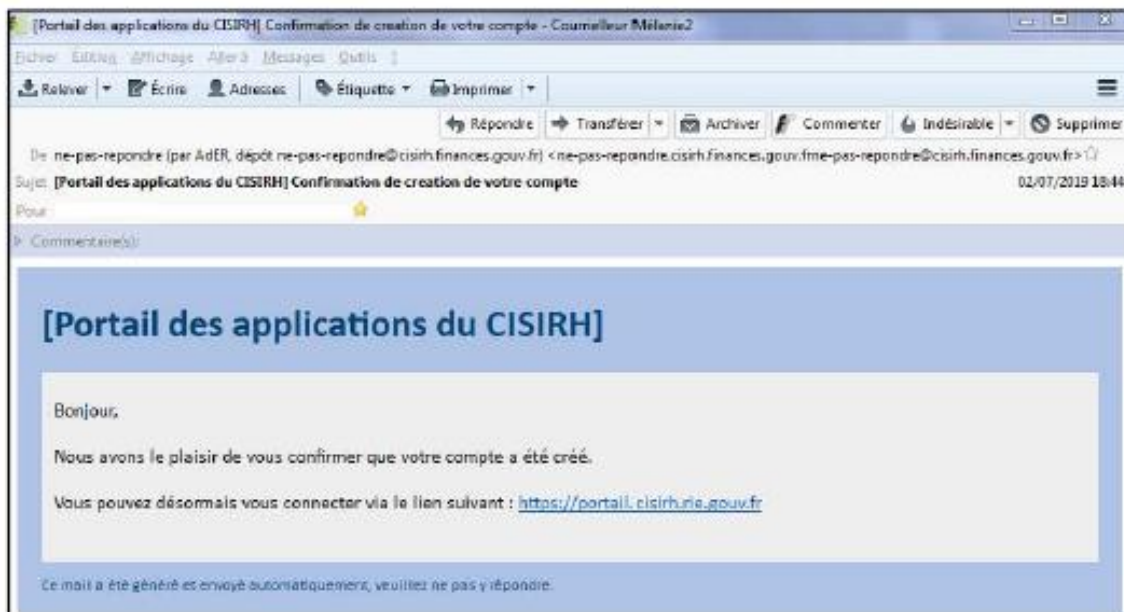 [Portail des applications du CISIRH] Confirmation de creation de votre compte - Courrielleur Mélanie2
Fichier Édition Affichage Aller à Messages Outils ?
Relever Écrire Adresses Étiquette Imprimer
Répondre Transférer Archiver Commenter Indésirable Supprimer
De ne-pas-repondre (par AdER, dépôt ne-pas-repondre@cisirh.finances.gouv.fr) <ne-pas-repondre.cisirh.finances.gouv.frne-pas-repondre@cisirh.finances.gouv.fr>
Sujet [Portail des applications du CISIRH] Confirmation de creation de votre compte 02/07/2019 18:44
Pour
Commentaire(s):
[Portail des applications du CISIRH]
Bonjour,
Nous avons le plaisir de vous confirmer que votre compte a été créé.
Vous pouvez désormais vous connecter via le lien suivant : https://portail.cisirh.rie.gouv.fr
Ce mail a été généré et envoyé automatiquement, veuillez ne pas y répondre.